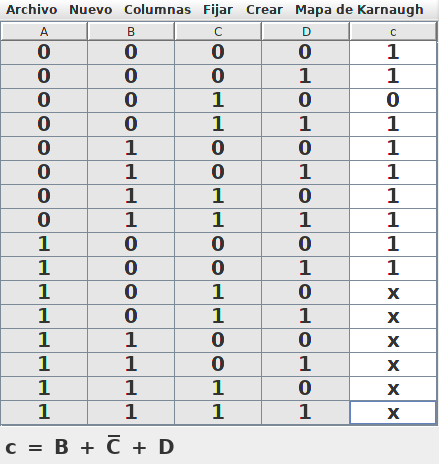 Archivo Nuevo Columnas Fijar Crear Mapa de Karnaugh
A B C D c
0 0 0 0 1
0 0 0 1 1
0 0 1 0 0
0 0 1 1 1
0 1 0 0 1
0 1 0 1 1
0 1 1 0 1
0 1 1 1 1
1 0 0 0 1
1 0 0 1 1
1 0 1 0 x
1 0 1 1 x
1 1 0 0 x
1 1 0 1 x
1 1 1 0 x
1 1 1 1 x
c = B + C̅ + D